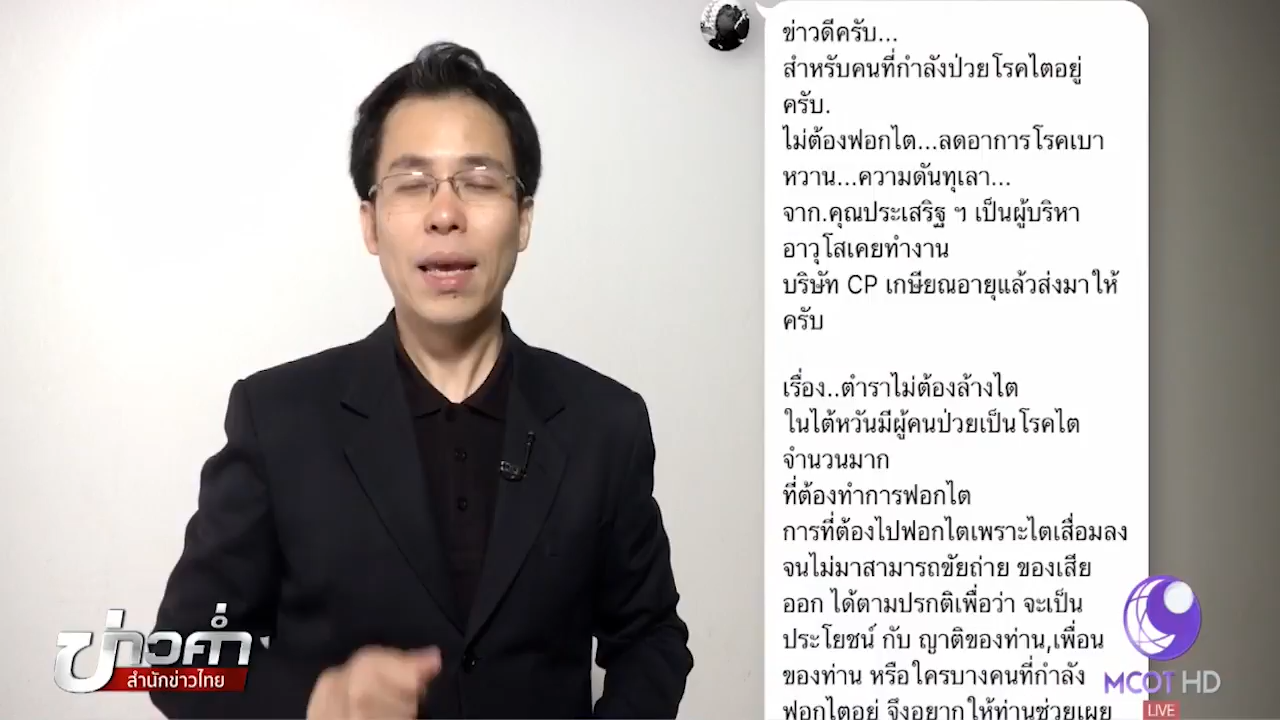 ข่าวดีครับ...
สำหรับคนที่กำลังป่วยโรคไตอยู่
ครับ.
ไม่ต้องฟอกไต...ลดอาการโรคเบา
หวาน...ความดันทุเลา...
จาก.คุณประเสริฐ ฯ เป็นผู้บริหา
อาวุโสเคยทำงาน
บริษัท CP เกษียณอายุแล้วส่งมาให้
ครับ
เรื่อง..ตำราไม่ต้องล้างไต
ในไต้หวันมีผู้คนป่วยเป็นโรคไต
จำนวนมาก
ที่ต้องทำการฟอกไต
การที่ต้องไปฟอกไตเพราะไตเสื่อมลง
จนไม่มาสามารถขัยถ่าย ของเสีย
ออก ได้ตามปรกติเพื่อว่า จะเป็น
ประโยชน์ กับ ญาติของท่าน,เพื่อน
ของท่าน หรือใครบางคนที่กำลัง
ฟอกไตอยู่ จึงอยากให้ท่านช่วยเผย
ข่าวค่ำ
สำนักข่าวไทย
MCOT HD
LIVE